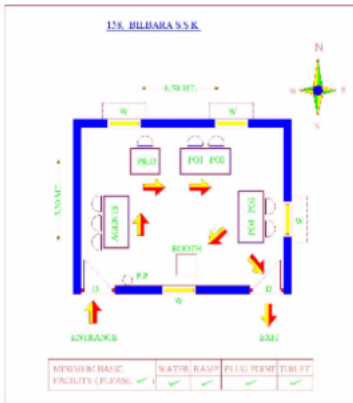 158, BILBARA S.S.K
N
6.50 MT.
S
W
W
PO1 PO2
5.50 MT.
AGENTS
PO4 PO3
W
BOOTH
P.P
D
W
D
ENTRANCE
EXIT
MINIMUM BASIC WATER RAMP PLUG POINT TOILET
FACILITY ( PLEASE ✓ ) ✓ ✓ ✓ ✓